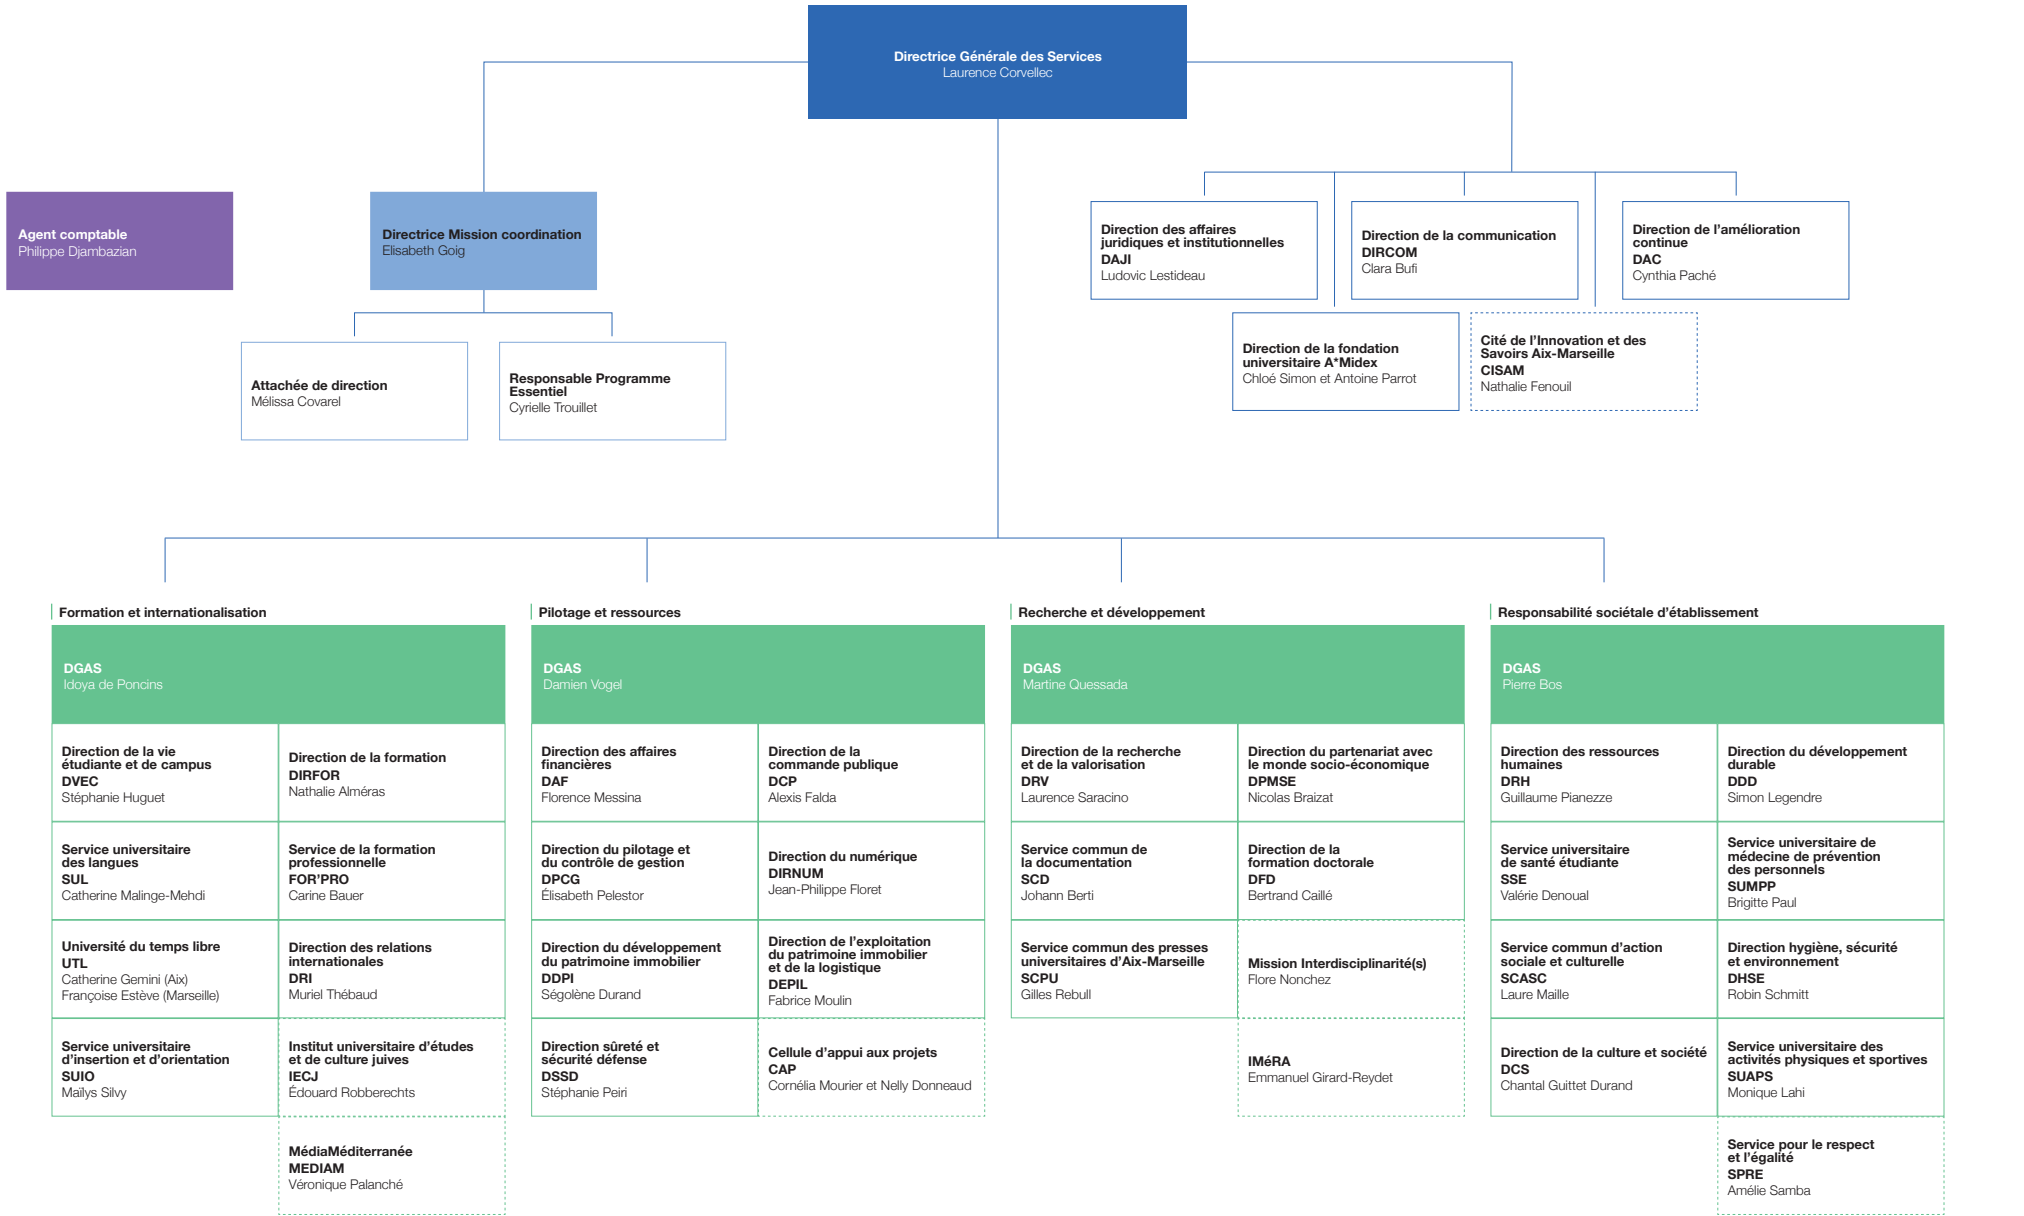 Directrice Générale des Services
Laurence Corvellec
Agent comptable
Philippe Djambazian
Directrice Mission coordination
Elisabeth Goig
Attachée de direction
Mélissa Covarel
Responsable Programme
Essentiel
Cyrielle Trouillet
Direction des affaires
juridiques et institutionnelles
DAJI
Ludovic Lestideau
Direction de la communication
DIRCOM
Clara Bufi
Direction de l'amélioration
continue
DAC
Cynthia Paché
Direction de la fondation
universitaire A*Midex
Chloé Simon et Antoine Parrot
Cité de l'Innovation et des
Savoirs Aix-Marseille
CISAM
Nathalie Fenouil
Formation et internationalisation
DGAS
Idoya de Poncins
Direction de la vie
étudiante et de campus
DVEC
Stéphanie Huguet
Direction de la formation
DIRFOR
Nathalie Alméras
Service universitaire
des langues
SUL
Catherine Malinge-Mehdi
Service de la formation
professionnelle
FOR'PRO
Carine Bauer
Université du temps libre
UTL
Catherine Gemini (Aix)
Françoise Estève (Marseille)
Direction des relations
internationales
DRI
Muriel Thébaud
Service universitaire
d'insertion et d'orientation
SUIO
Maïlys Silvy
Institut universitaire d'études
et de culture juives
IECJ
Édouard Robberechts
MédiaMéditerranée
MEDIAM
Véronique Palanché
Pilotage et ressources
DGAS
Damien Vogel
Direction des affaires
financières
DAF
Florence Messina
Direction de la
commande publique
DCP
Alexis Falda
Direction du pilotage et
du contrôle de gestion
DPCG
Élisabeth Pelestor
Direction du numérique
DIRNUM
Jean-Philippe Floret
Direction du développement
du patrimoine immobilier
DDPI
Ségolène Durand
Direction de l'exploitation
du patrimoine immobilier
et de la logistique
DEPIL
Fabrice Moulin
Direction sûreté et
sécurité défense
DSSD
Stéphanie Peiri
Cellule d'appui aux projets
CAP
Cornélia Mourier et Nelly Donneaud
Recherche et développement
DGAS
Martine Quessada
Direction de la recherche
et de la valorisation
DRV
Laurence Saracino
Direction du partenariat avec
le monde socio-économique
DPMSE
Nicolas Braizat
Service commun de
la documentation
SCD
Johann Berti
Direction de la
formation doctorale
DFD
Bertrand Caillé
Service commun des presses
universitaires d'Aix-Marseille
SCPU
Gilles Rebull
Mission Interdisciplinarité(s)
Flore Nonchez
IMéRA
Emmanuel Girard-Reydet
Responsabilité sociétale d'établissement
DGAS
Pierre Bos
Direction des ressources
humaines
DRH
Guillaume Pianezze
Direction du développement
durable
DDD
Simon Legendre
Service universitaire
de santé étudiante
SSE
Valérie Denoual
Service universitaire de
médecine de prévention
des personnels
SUMPP
Brigitte Paul
Service commun d'action
sociale et culturelle
SCASC
Laure Maille
Direction hygiène, sécurité
et environnement
DHSE
Robin Schmitt
Direction de la culture et société
DCS
Chantal Guittet Durand
Service universitaire des
activités physiques et sportives
SUAPS
Monique Lahi
Service pour le respect
et l'égalité
SPRE
Amélie Samba